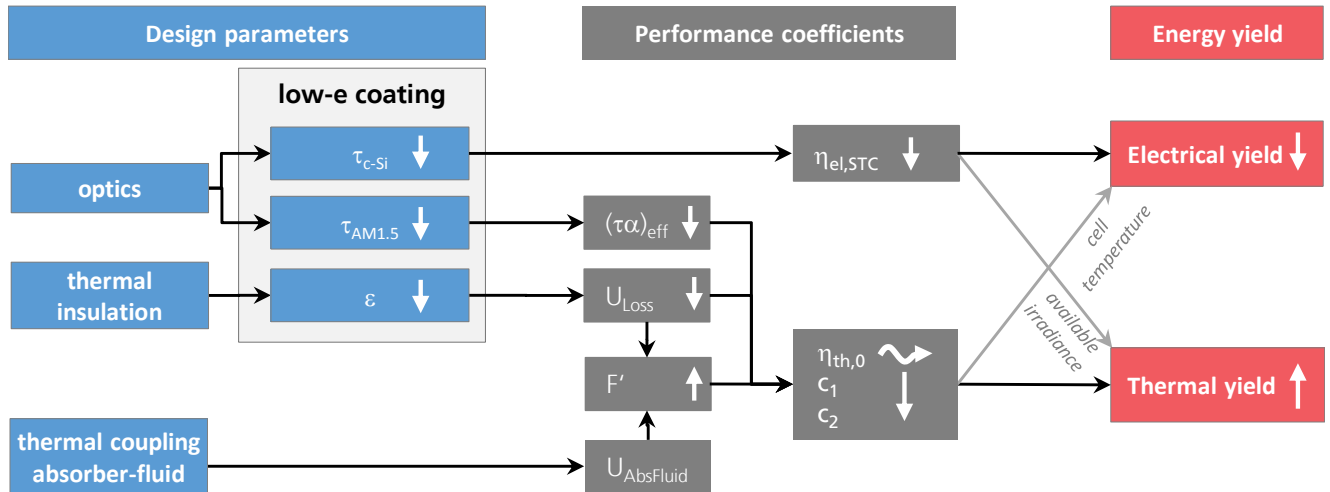 Design parameters
Performance coefficients
Energy yield
low-e coating
optics
τc-Si
ηel,STC
Electrical yield
τAM1.5
(τα)eff
thermal
insulation
ε
ULoss
cell
temperature
available
irradiance
F'
ηth,0
c1
c2
Thermal yield
thermal coupling
absorber-fluid
UAbsFluid